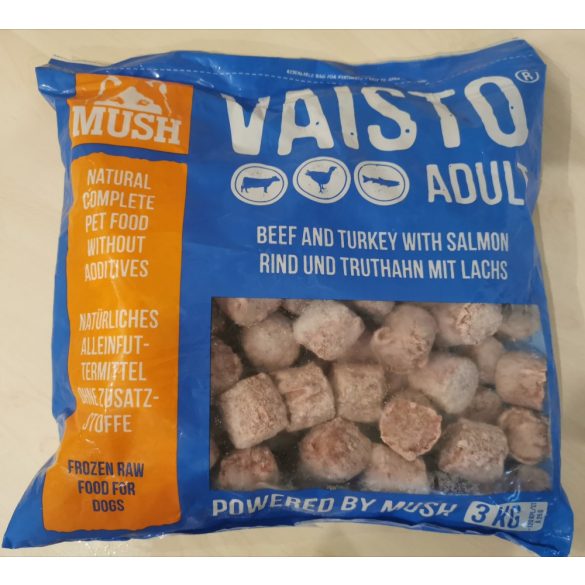 MUSH
NATURAL
COMPLETE
PET FOOD
WITHOUT
ADDITIVES
NATÜRLICHES
ALLEINFUT-
TERMITTEL
OHNE ZUSATZ-
STOFFE
FROZEN RAW
FOOD FOR
DOGS
VAISTO®
ADULT
BEEF AND TURKEY WITH SALMON
RIND UND TRUTHAHN MIT LACHS
POWERED BY MUSH 3 KG